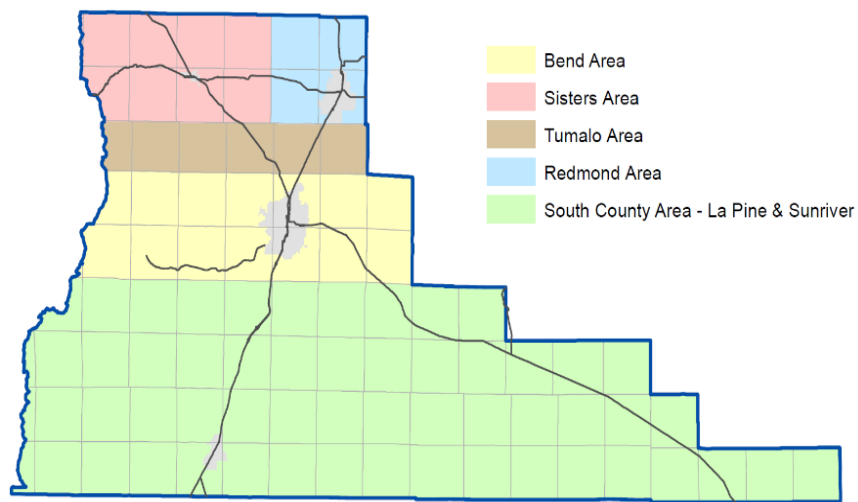 Bend Area
Sisters Area
Tumalo Area
Redmond Area
South County Area - La Pine & Sunriver